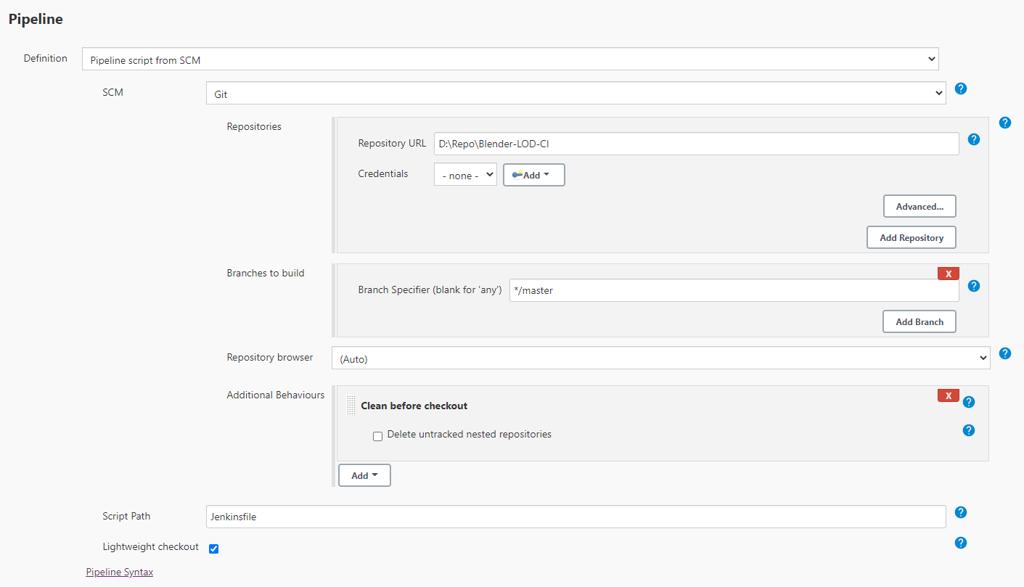 Pipeline
Definition
Pipeline script from SCM
SCM
Git
?
Repositories
?
Repository URL
D:\Repo\Blender-LOD-CI
?
Credentials
- none -
Add
Advanced...
Add Repository
Branches to build
X
Branch Specifier (blank for 'any')
*/master
?
Add Branch
Repository browser
(Auto)
?
Additional Behaviours
X
Clean before checkout
?
Delete untracked nested repositories
?
Add
Script Path
Jenkinsfile
?
Lightweight checkout
?
Pipeline Syntax